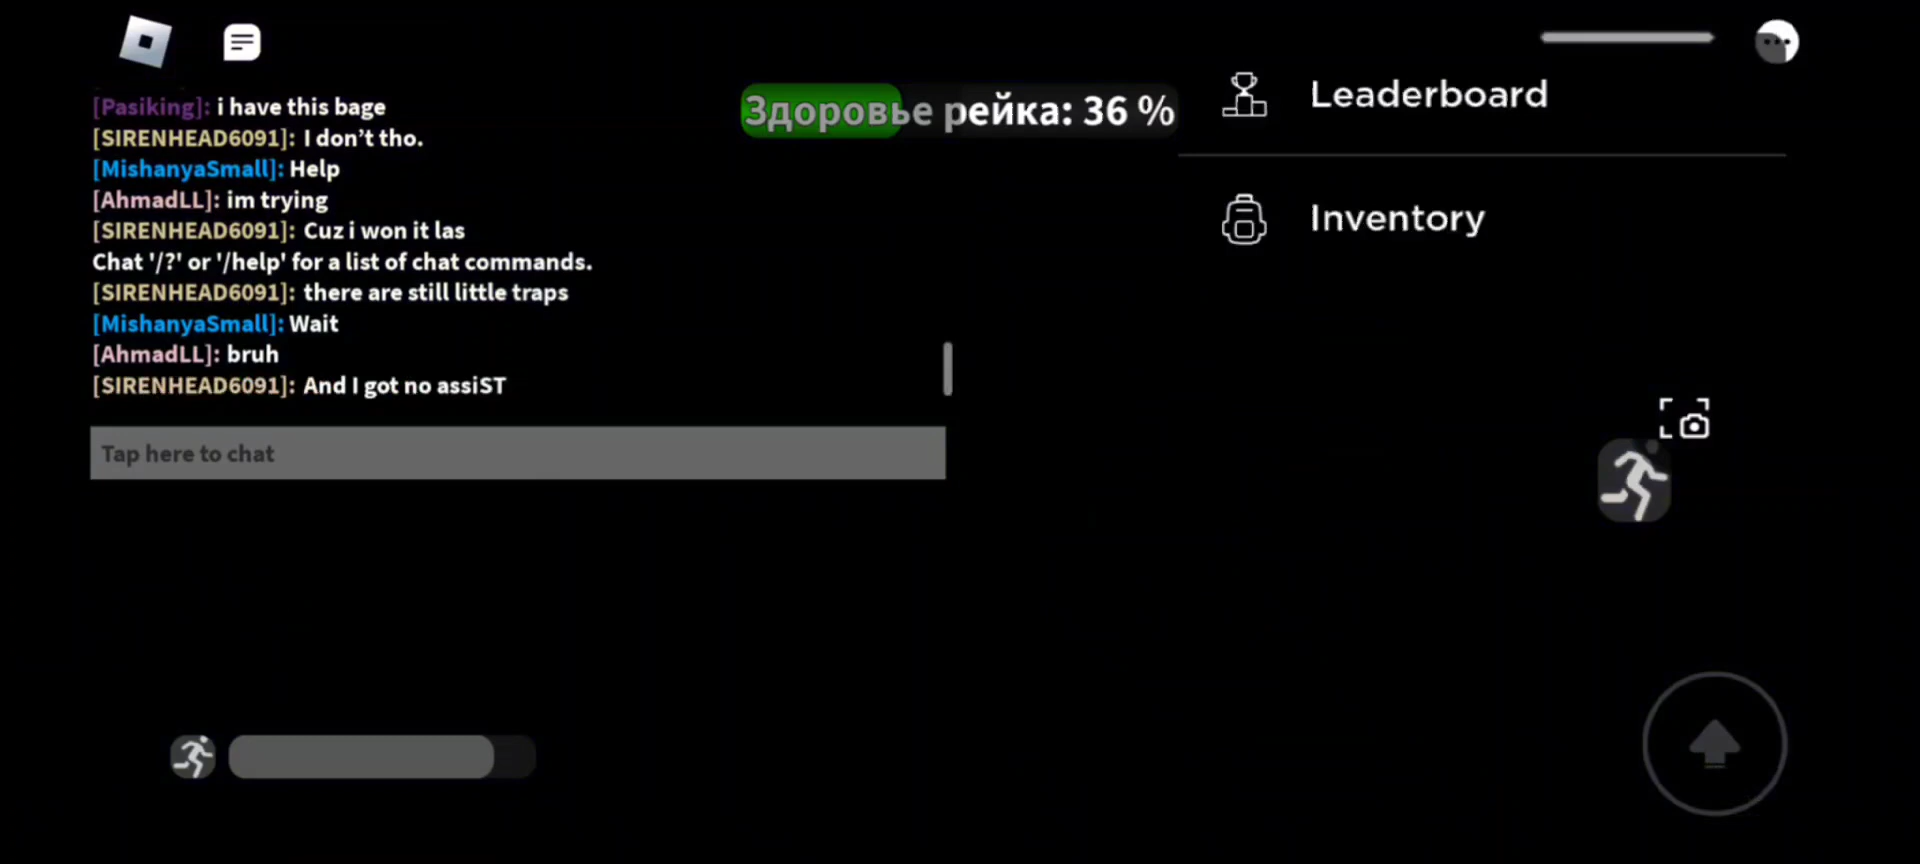 [Pasiking]: i have this bage
[SIRENHEAD6091]: I don’t tho.
[MishanyaSmall]: Help
[AhmadLL]: im trying
[SIRENHEAD6091]: Cuz i won it las
Chat '/?' or '/help' for a list of chat commands.
[SIRENHEAD6091]: there are still little traps
[MishanyaSmall]: Wait
[AhmadLL]: bruh
[SIRENHEAD6091]: And I got no assiST
Tap here to chat
Здоровье рейка: 36 %
Leaderboard
Inventory